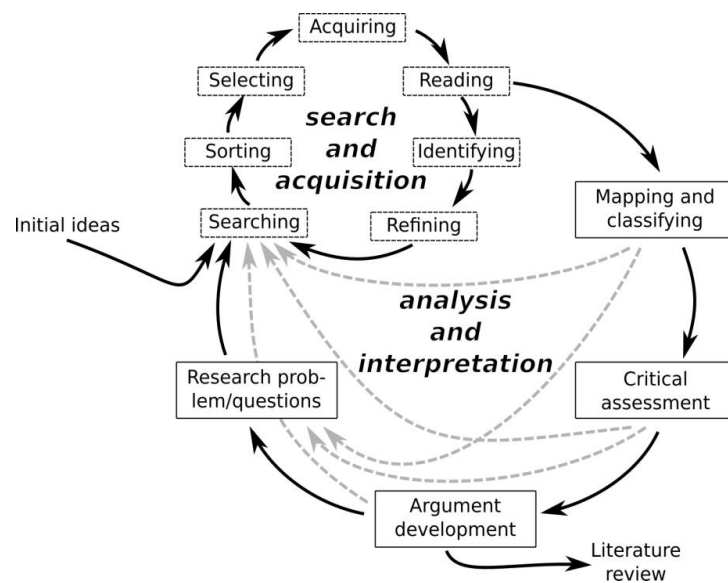 Acquiring
Selecting
Reading
search
and
acquisition
Sorting
Identifying
Searching
Refining
Initial ideas
Mapping and
classifying
analysis
and
interpretation
Research prob-
lem/questions
Critical
assessment
Argument
development
Literature
review